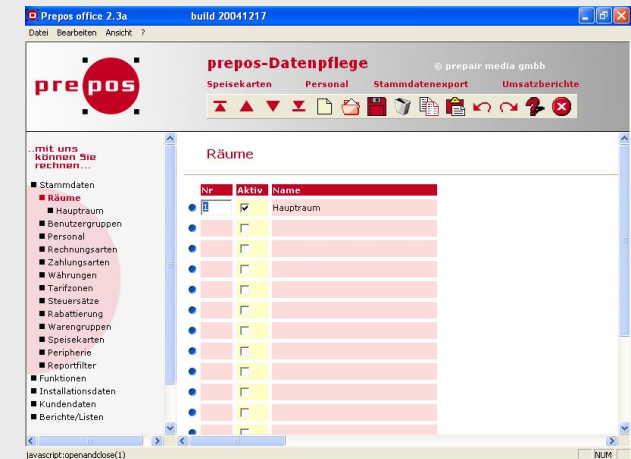 Prepos office 2.3a build 20041217
Datei Bearbeiten Ansicht ?
prepos
prepos-Datenpflege © prepair media gmbh
Speisekarten Personal Stammdatenexport Umsatzberichte
..mit uns
können Sie
rechnen...
Räume
Stammdaten
Räume
Hauptraum
Benutzergruppen
Personal
Rechnungsarten
Zahlungsarten
Währungen
Tarifzonen
Steuersätze
Rabattierung
Warengruppen
Speisekarten
Peripherie
Reportfilter
Funktionen
Installationsdaten
Kundendaten
Berichte/Listen
Nr Aktiv Name
1 Hauptraum
javascript:openandclose(1) NUM